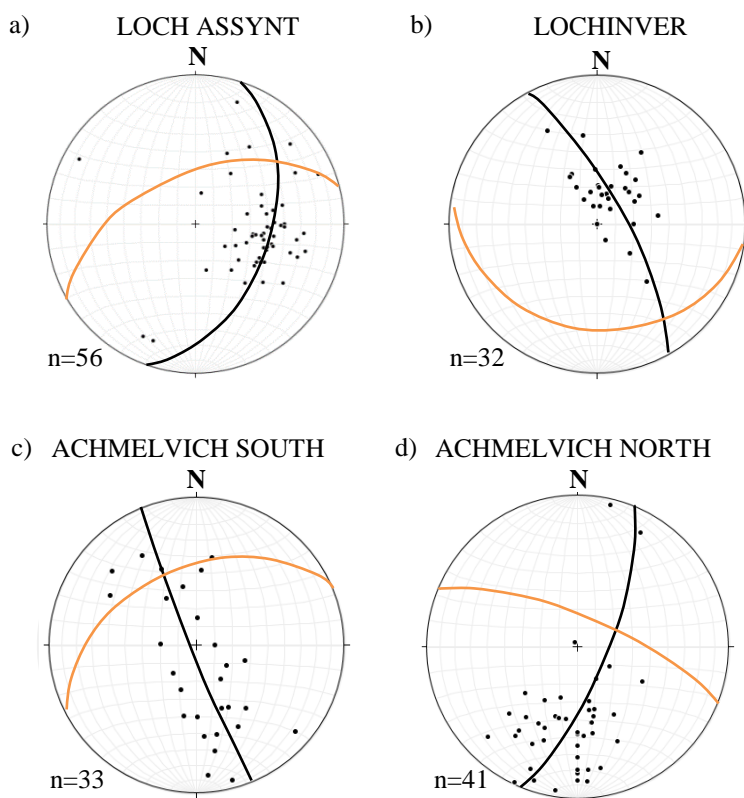 a) LOCH ASSYNT
N
n=56
b) LOCHINVER
N
n=32
c) ACHMELVICH SOUTH
N
n=33
d) ACHMELVICH NORTH
N
n=41